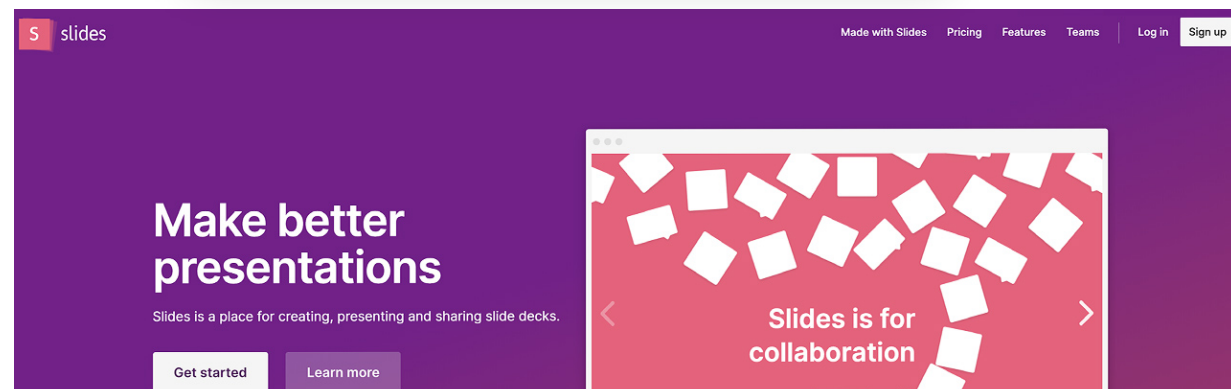 S slides
Made with Slides Pricing Features Teams Log in Sign up
Make better
presentations
Slides is a place for creating, presenting and sharing slide decks.
Get started Learn more
Slides is for
collaboration